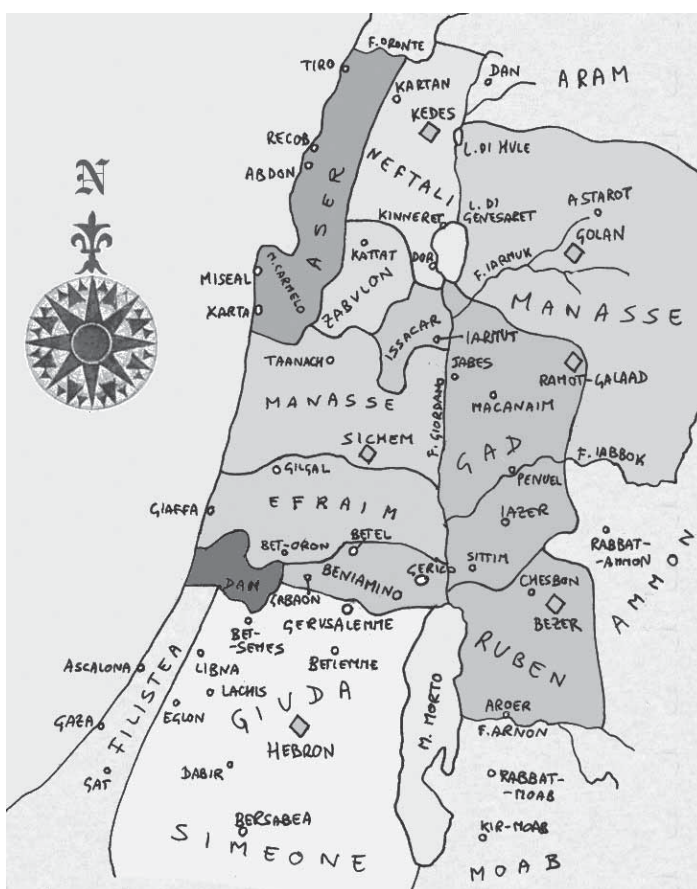 F. ORONTE
TIRO
DAN
ARAM
KARTAN
KEDES
RECOB
L. DI HULE
ABDON
N
NEFTALI
ASER
L. DI
GENESARET
ASTAROT
KINNERET
GOLAN
KATTAT
DOR
F. IARMUK
MISEAL
M. CARMELO
ZABULON
MANASSE
KARTA
ISSACAR
IARMUT
TAANACH
JABES
RAMOT-GALAAD
MANASSE
MACANAIM
F. GIORDANO
SICHEM
GAD
F. IABBOK
GILGAL
PENUEL
GIAFFA
EFRAIM
IAZER
BET-ORON
BETEL
RABBAT-
-AMMON
SITTIM
GERICO
BENIAMINO
DAN
GABAON
CHESBON
AMMON
BEZER
GERUSALEMME
BET-
-SEMES
RUBEN
ASCALONA
LIBNA
BETLEMME
LACHIS
FILISTEA
GIUDA
AROER
EGLON
M. MORTO
GAZA
F. ARNON
HEBRON
GAT
DABIR
RABBAT-
-MOAB
BERSABEA
KIR-MOAB
SIMEONE
MOAB